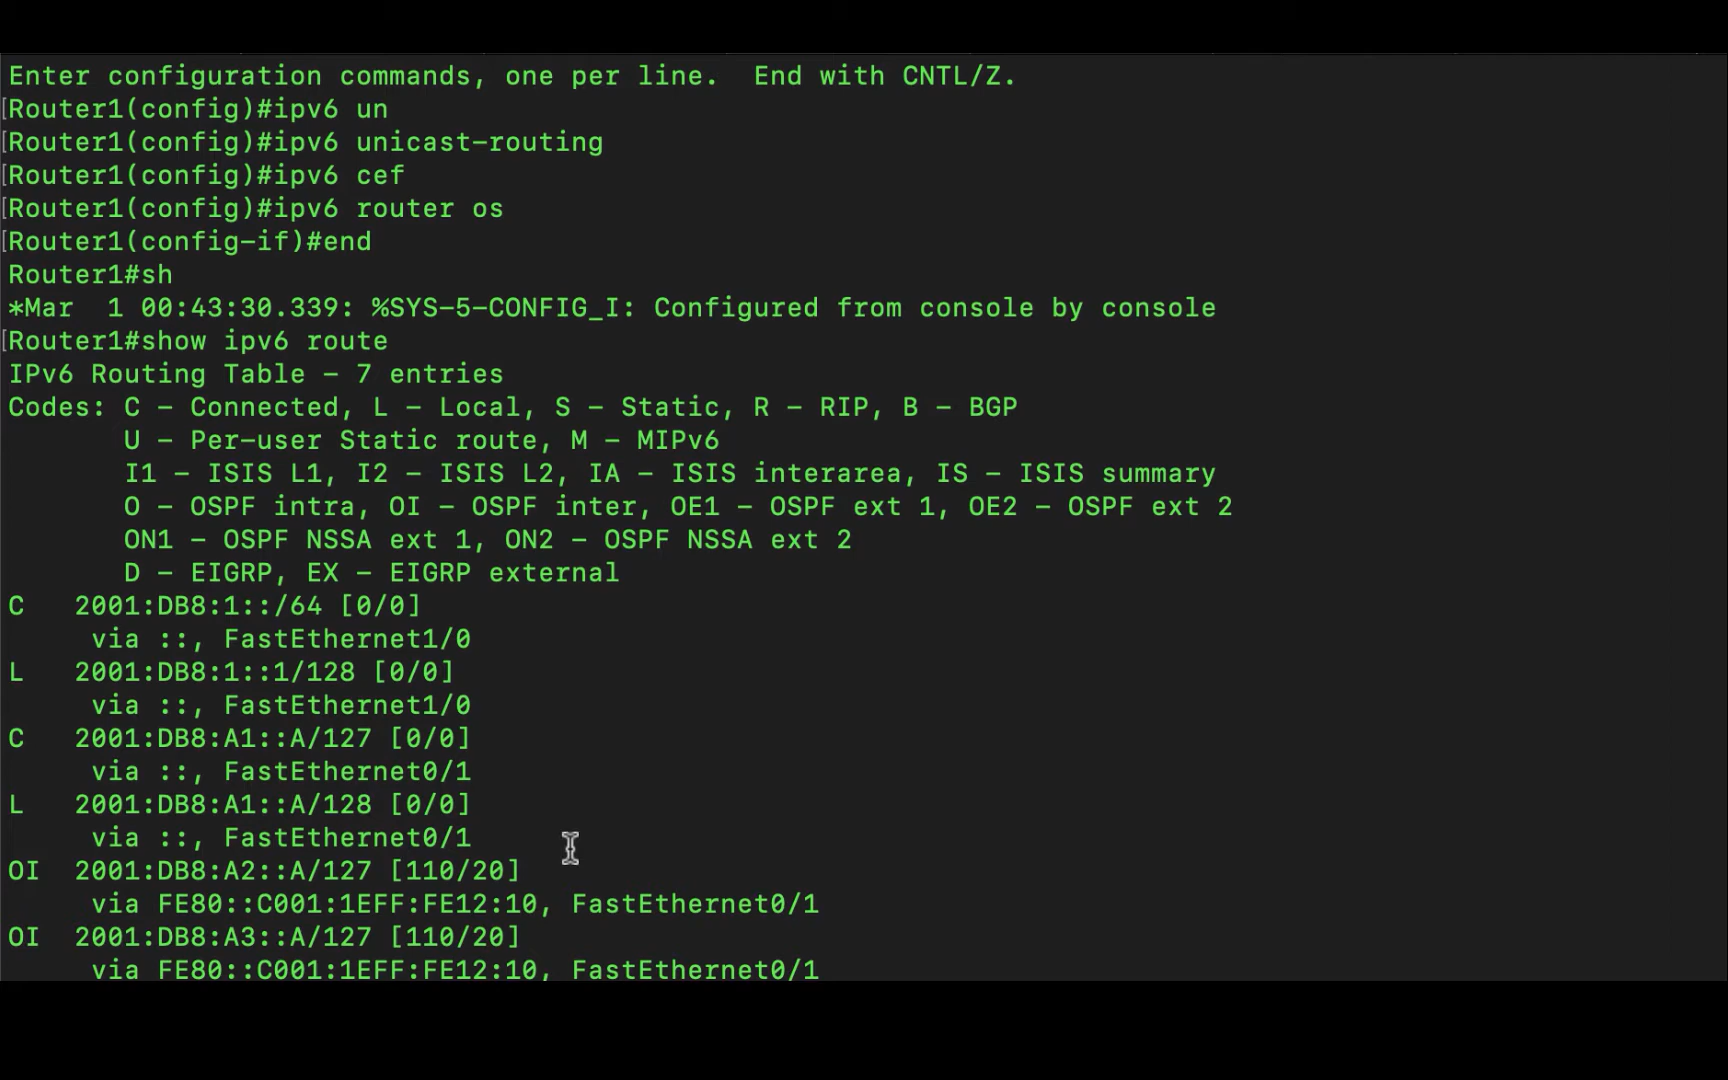 Enter configuration commands, one per line.  End with CNTL/Z.
[Router1(config)#ipv6 un
[Router1(config)#ipv6 unicast-routing
[Router1(config)#ipv6 cef
[Router1(config)#ipv6 router os
[Router1(config-if)#end
Router1#sh
*Mar  1 00:43:30.339: %SYS-5-CONFIG_I: Configured from console by console
[Router1#show ipv6 route
IPv6 Routing Table - 7 entries
Codes: C - Connected, L - Local, S - Static, R - RIP, B - BGP
       U - Per-user Static route, M - MIPv6
       I1 - ISIS L1, I2 - ISIS L2, IA - ISIS interarea, IS - ISIS summary
       O - OSPF intra, OI - OSPF inter, OE1 - OSPF ext 1, OE2 - OSPF ext 2
       ON1 - OSPF NSSA ext 1, ON2 - OSPF NSSA ext 2
       D - EIGRP, EX - EIGRP external
C   2001:DB8:1::/64 [0/0]
     via ::, FastEthernet1/0
L   2001:DB8:1::1/128 [0/0]
     via ::, FastEthernet1/0
C   2001:DB8:A1::A/127 [0/0]
     via ::, FastEthernet0/1
L   2001:DB8:A1::A/128 [0/0]
     via ::, FastEthernet0/1
OI  2001:DB8:A2::A/127 [110/20]
     via FE80::C001:1EFF:FE12:10, FastEthernet0/1
OI  2001:DB8:A3::A/127 [110/20]
     via FE80::C001:1EFF:FE12:10, FastEthernet0/1